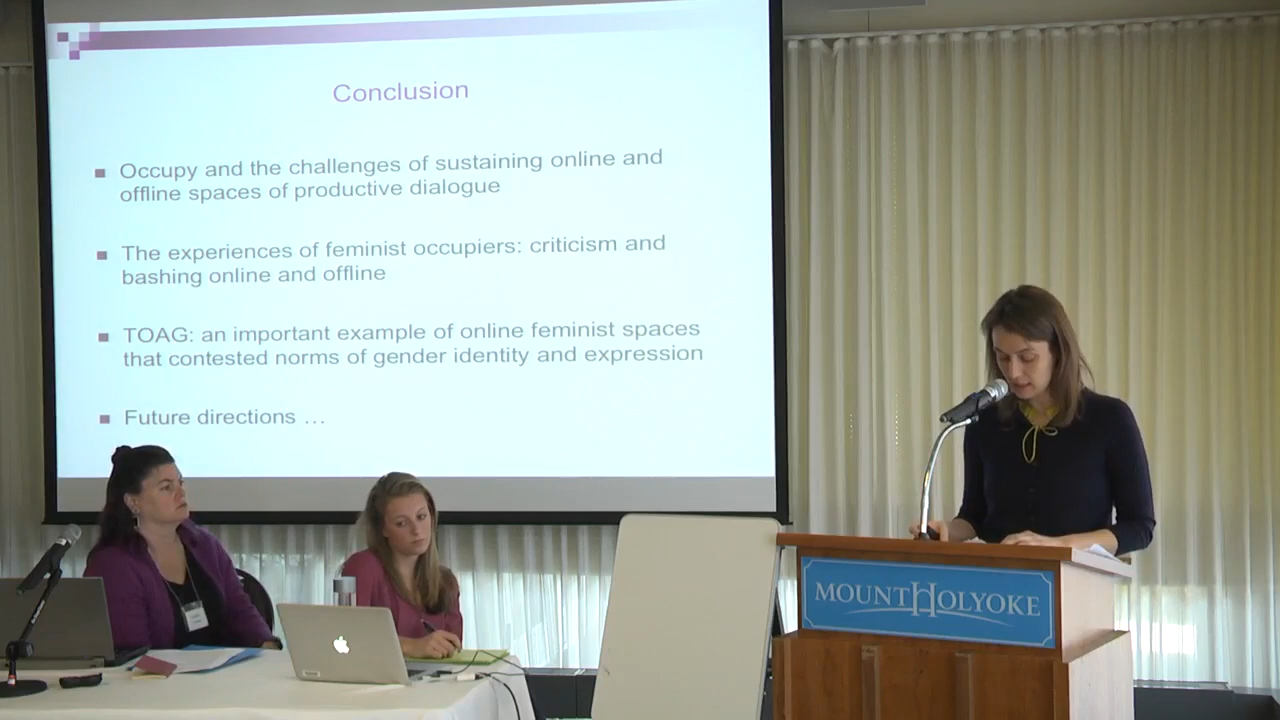 Conclusion
Occupy and the challenges of sustaining online and
offline spaces of productive dialogue
The experiences of feminist occupiers: criticism and
bashing online and offline
TOAG: an important example of online feminist spaces
that contested norms of gender identity and expression
Future directions …
MOUNT HOLYOKE